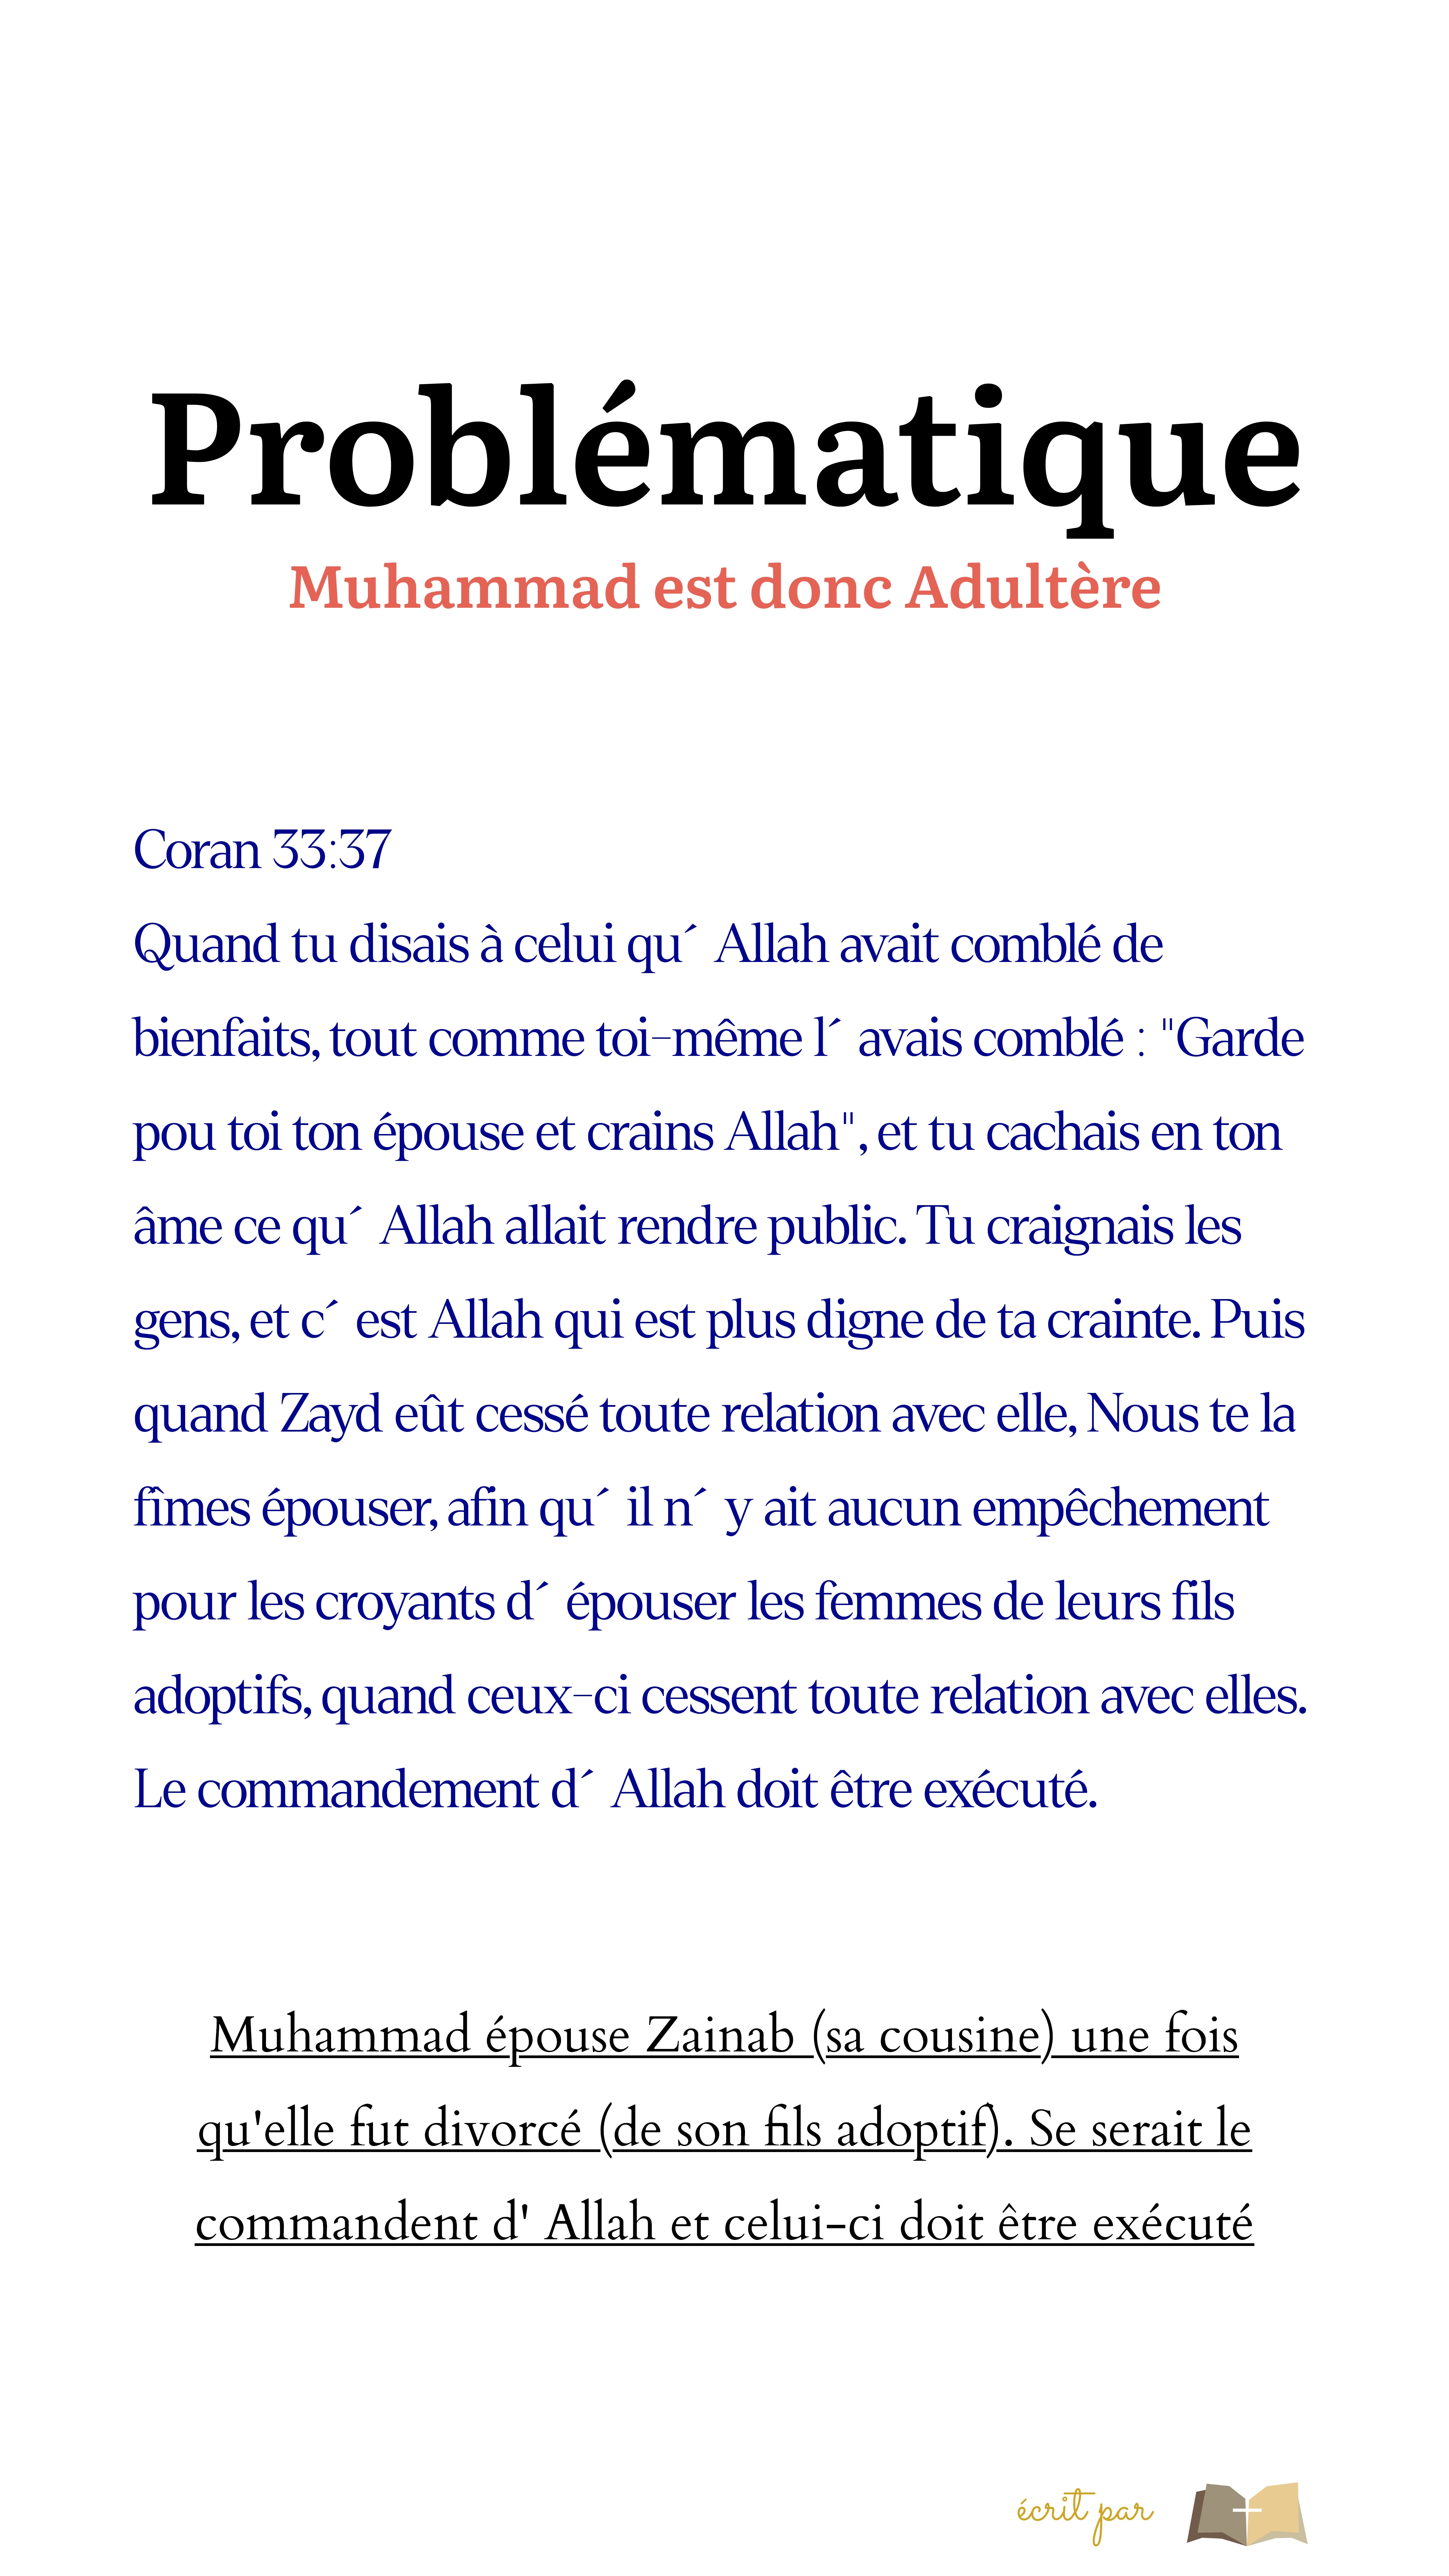 Problématique
Muhammad est donc Adultère
Coran 33:37
Quand tu disais à celui qu´ Allah avait comblé de
bienfaits, tout comme toi-même l´ avais comblé : "Garde
pou toi ton épouse et crains Allah", et tu cachais en ton
âme ce qu´ Allah allait rendre public. Tu craignais les
gens, et c´ est Allah qui est plus digne de ta crainte. Puis
quand Zayd eût cessé toute relation avec elle, Nous te la
fîmes épouser, afin qu´ il n´ y ait aucun empêchement
pour les croyants d´ épouser les femmes de leurs fils
adoptifs, quand ceux-ci cessent toute relation avec elles.
Le commandement d´ Allah doit être exécuté.
Muhammad épouse Zainab (sa cousine) une fois
qu'elle fut divorcé (de son fils adoptif). Se serait le
commandent d' Allah et celui-ci doit être exécuté
écrit par